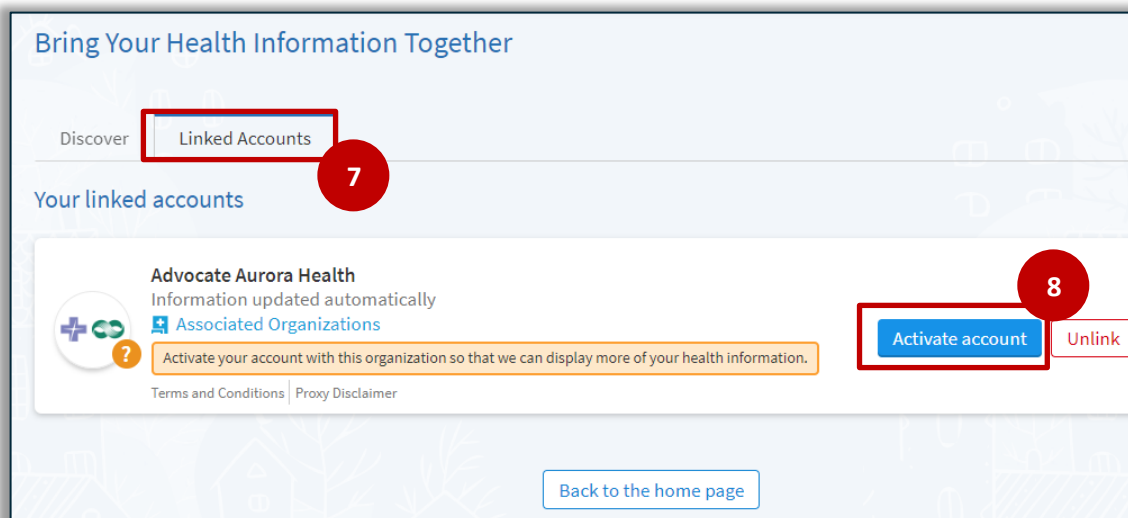 Bring Your Health Information Together
Discover
Linked Accounts
7
Your linked accounts
Advocate Aurora Health
Information updated automatically
Associated Organizations
?
Activate your account with this organization so that we can display more of your health information.
Terms and Conditions Proxy Disclaimer
8
Activate account
Unlink
Back to the home page